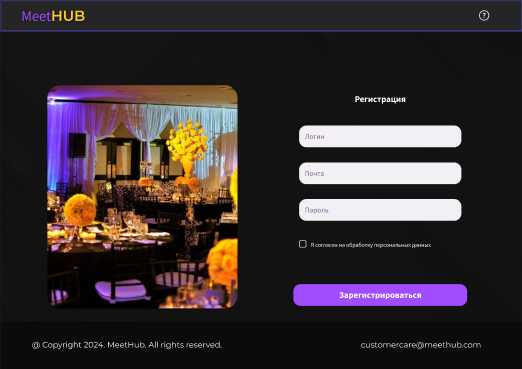 MeetHUB
?
Регистрация
Логин
Почта
Пароль
Я согласен на обработку персональных данных
Зарегистрироваться
@ Copyright 2024. MeetHub. All rights reserved.
customercare@meethub.com